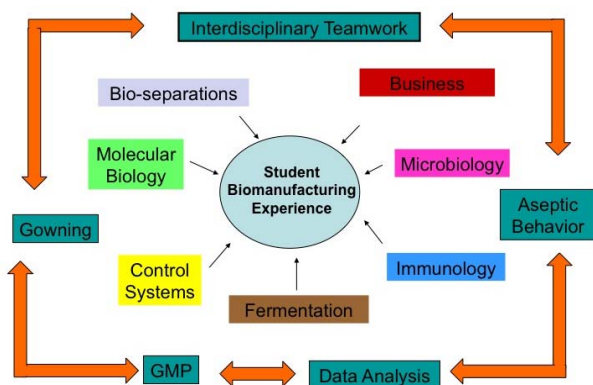 Interdisciplinary Teamwork
Bio-separations
Business
Molecular
Biology
Student
Biomanufacturing
Experience
Microbiology
Gowning
Aseptic
Behavior
Control
Systems
Immunology
Fermentation
GMP
Data Analysis